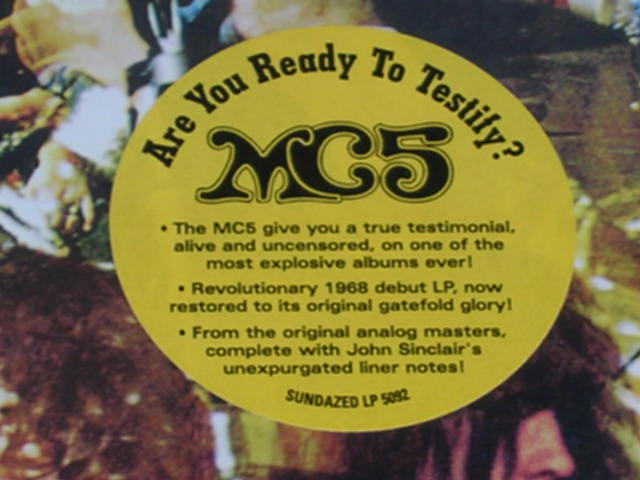 Are You Ready To Testify?
MC5
• The MC5 give you a true testimonial,
alive and uncensored, on one of the
most explosive albums ever!
• Revolutionary 1968 debut LP, now
restored to its original gatefold glory!
• From the original analog masters,
complete with John Sinclair's
unexpurgated liner notes!
SUNDAZED LP 5092